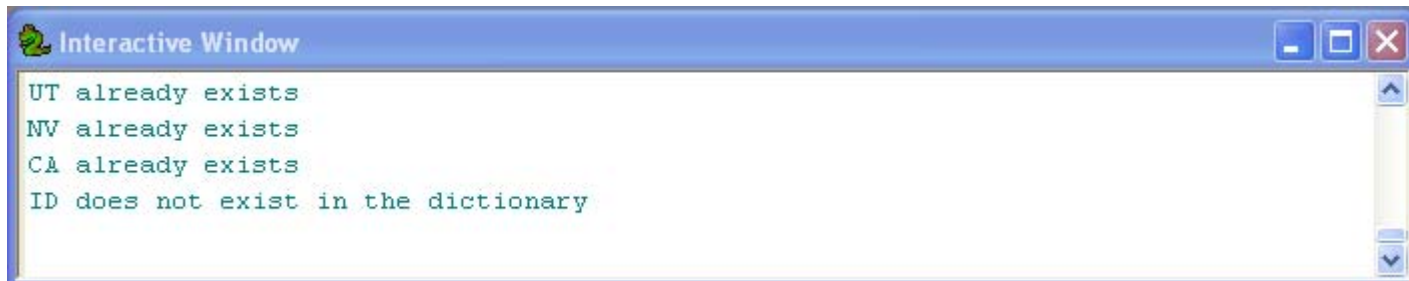 Interactive Window
UT already exists
NV already exists
CA already exists
ID does not exist in the dictionary